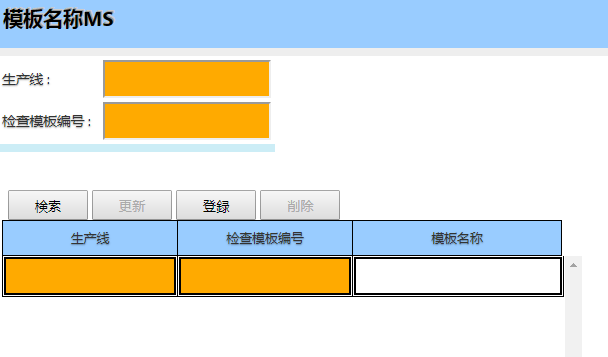 模板名称MS
生产线：
检查模板编号：
検索 更新 登録 削除
生产线 检查模板编号 模板名称